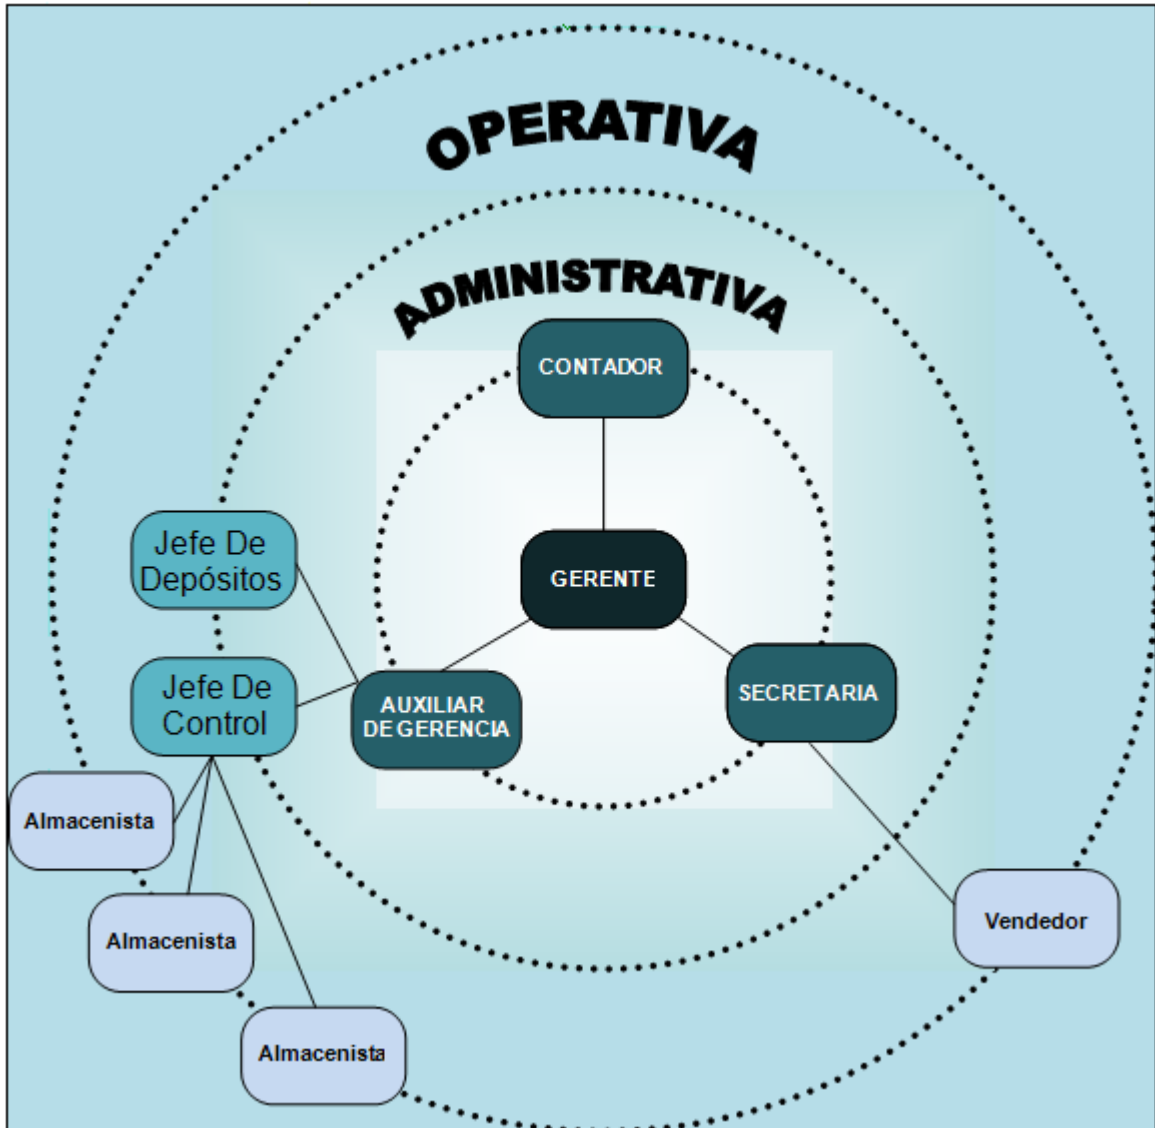 OPERATIVA
ADMINISTRATIVA
CONTADOR
GERENTE
Jefe De
Depósitos
Jefe De
Control
AUXILIAR
DE GERENCIA
SECRETARIA
Almacenista
Almacenista
Vendedor
Almacenista